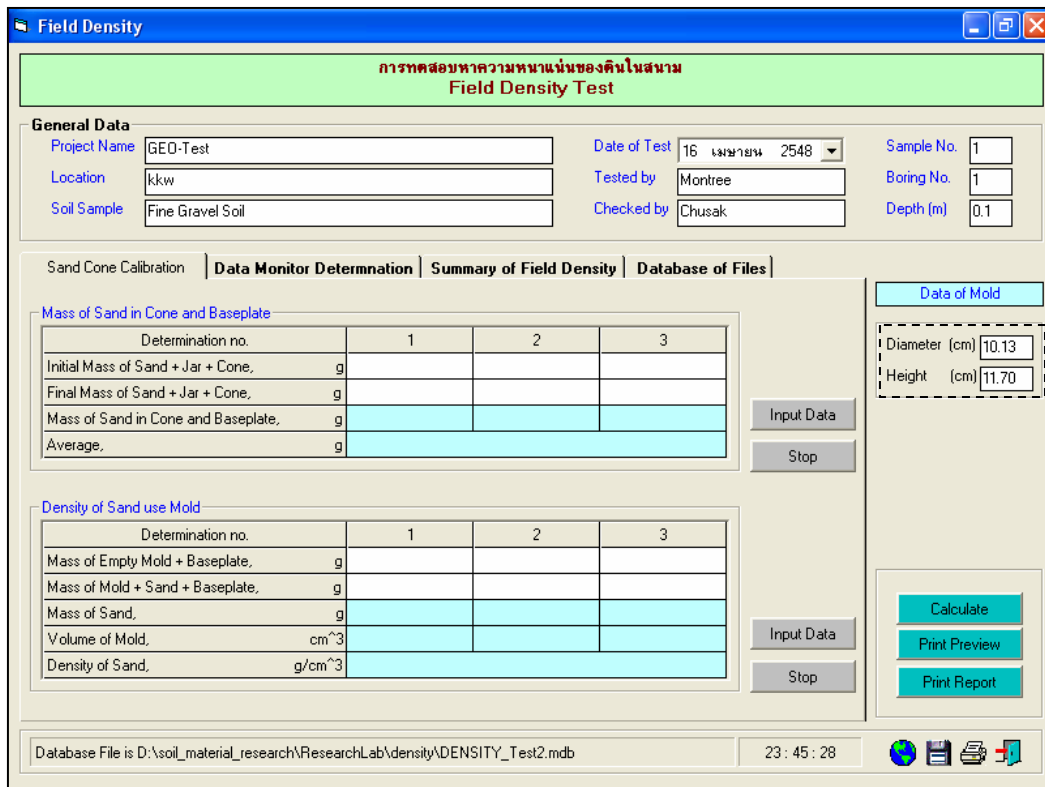 Field Density
การทดสอบหาความหนาแน่นของดินในสนาม
Field Density Test
General Data
Project Name GEO-Test
Date of Test 16 เมษายน 2548
Sample No. 1
Location kkw
Tested by Montree
Boring No. 1
Soil Sample Fine Gravel Soil
Checked by Chusak
Depth (m) 0.1
Sand Cone Calibration Data Monitor Determnation Summary of Field Density Database of Files
Mass of Sand in Cone and Baseplate
Determination no. 1 2 3
Initial Mass of Sand + Jar + Cone, g
Final Mass of Sand + Jar + Cone, g
Mass of Sand in Cone and Baseplate, g
Average, g
Input Data
Stop
Density of Sand use Mold
Determination no. 1 2 3
Mass of Empty Mold + Baseplate, g
Mass of Mold + Sand + Baseplate, g
Mass of Sand, g
Volume of Mold, cm^3
Density of Sand, g/cm^3
Input Data
Stop
Data of Mold
Diameter (cm) 10.13
Height (cm) 11.70
Calculate
Print Preview
Print Report
Database File is D:\soil_material_research\ResearchLab\density\DENSITY_Test2.mdb
23 : 45 : 28